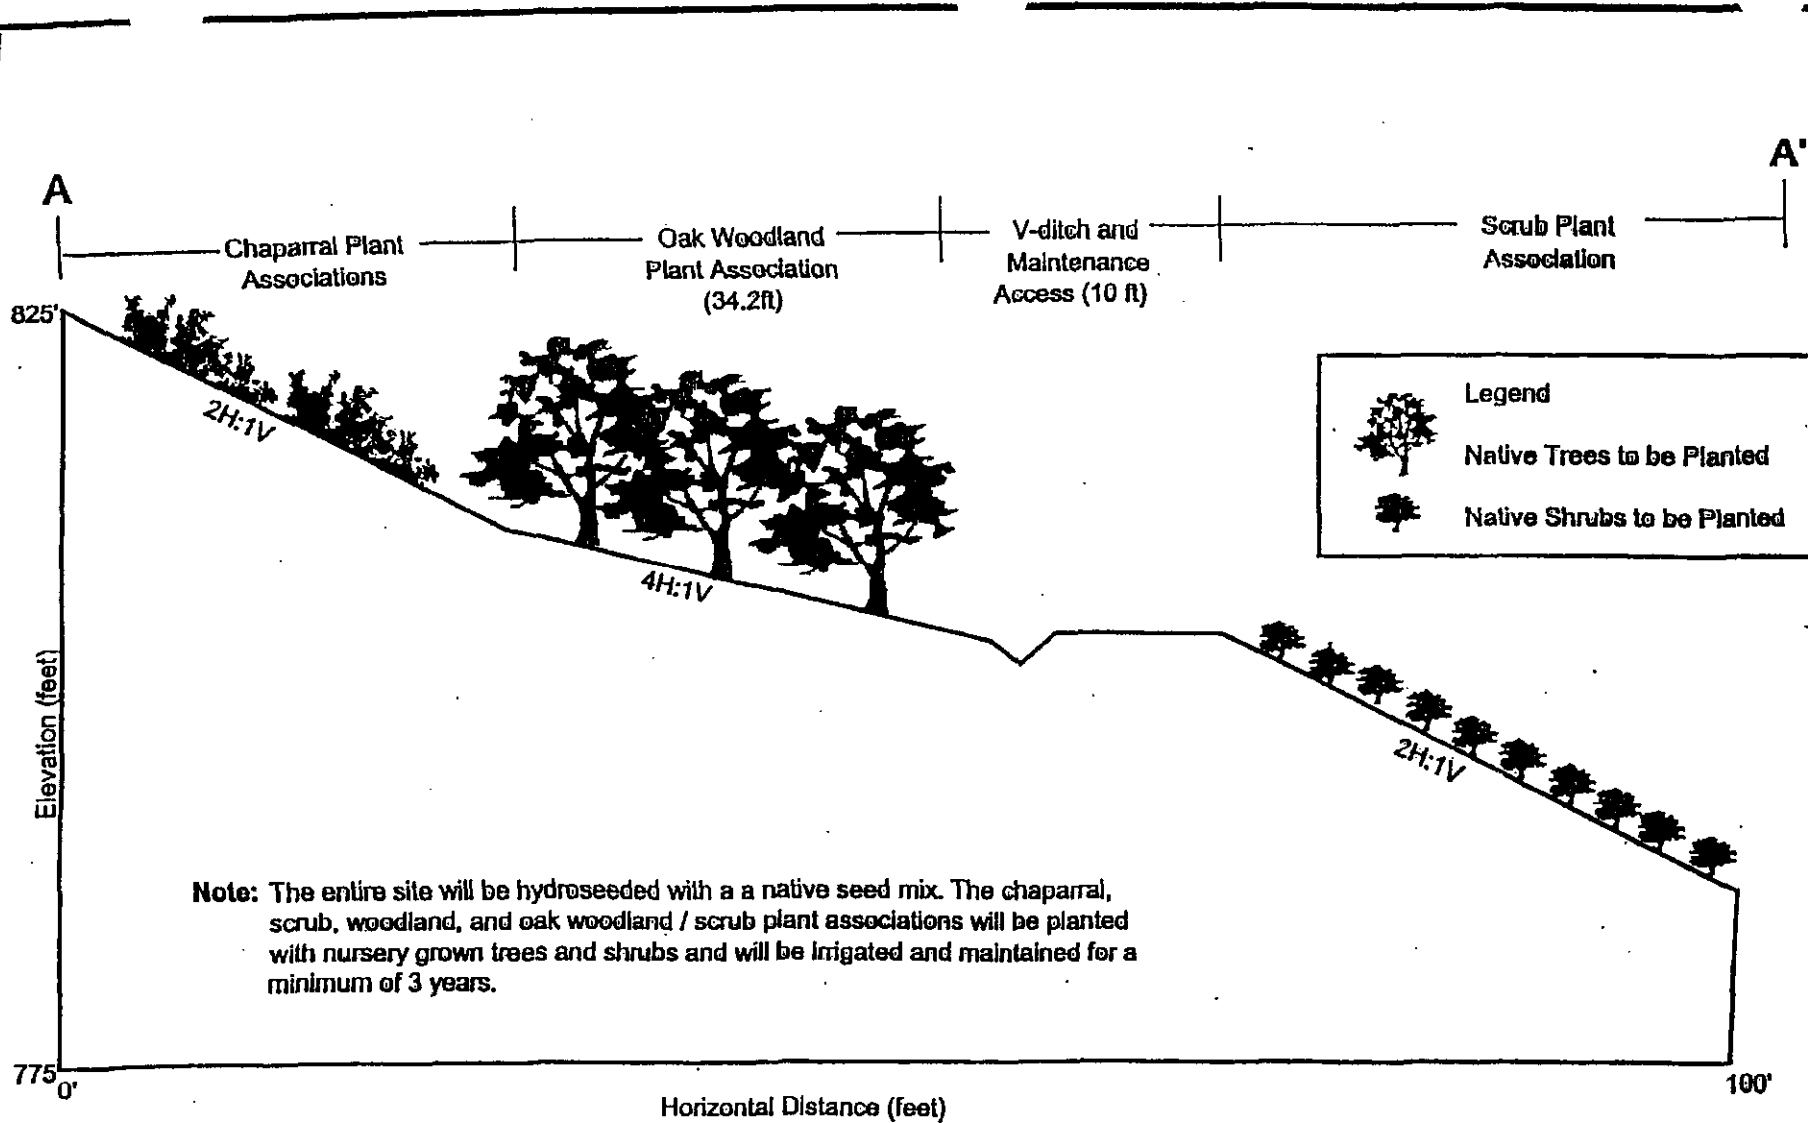 A
A'
Chaparral Plant
Associations
Oak Woodland
Plant Association
(34.2ft)
V-ditch and
Maintenance
Access (10 ft)
Scrub Plant
Association
825'
2H:1V
4H:1V
2H:1V
Legend
Native Trees to be Planted
Native Shrubs to be Planted
Elevation (feet)
Note: The entire site will be hydroseeded with a a native seed mix. The chaparral,
scrub, woodland, and oak woodland / scrub plant associations will be planted
with nursery grown trees and shrubs and will be irrigated and maintained for a
minimum of 3 years.
775
0'
100'
Horizontal Distance (feet)